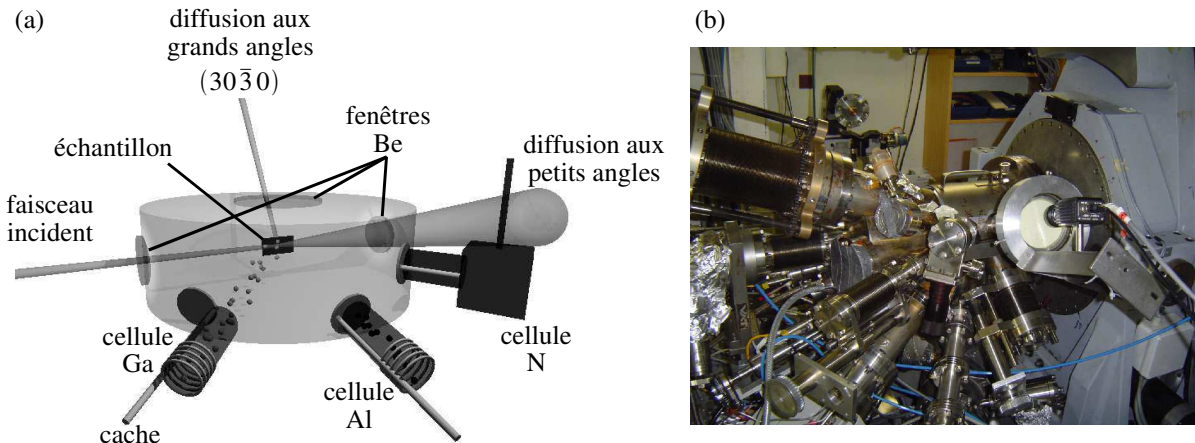 (a)
diffusion aux
grands angles
(30\bar{3}0)
échantillon
fenêtres
Be
diffusion aux
petits angles
faisceau
incident
cellule
Ga
cache
cellule
Al
cellule
N
(b)